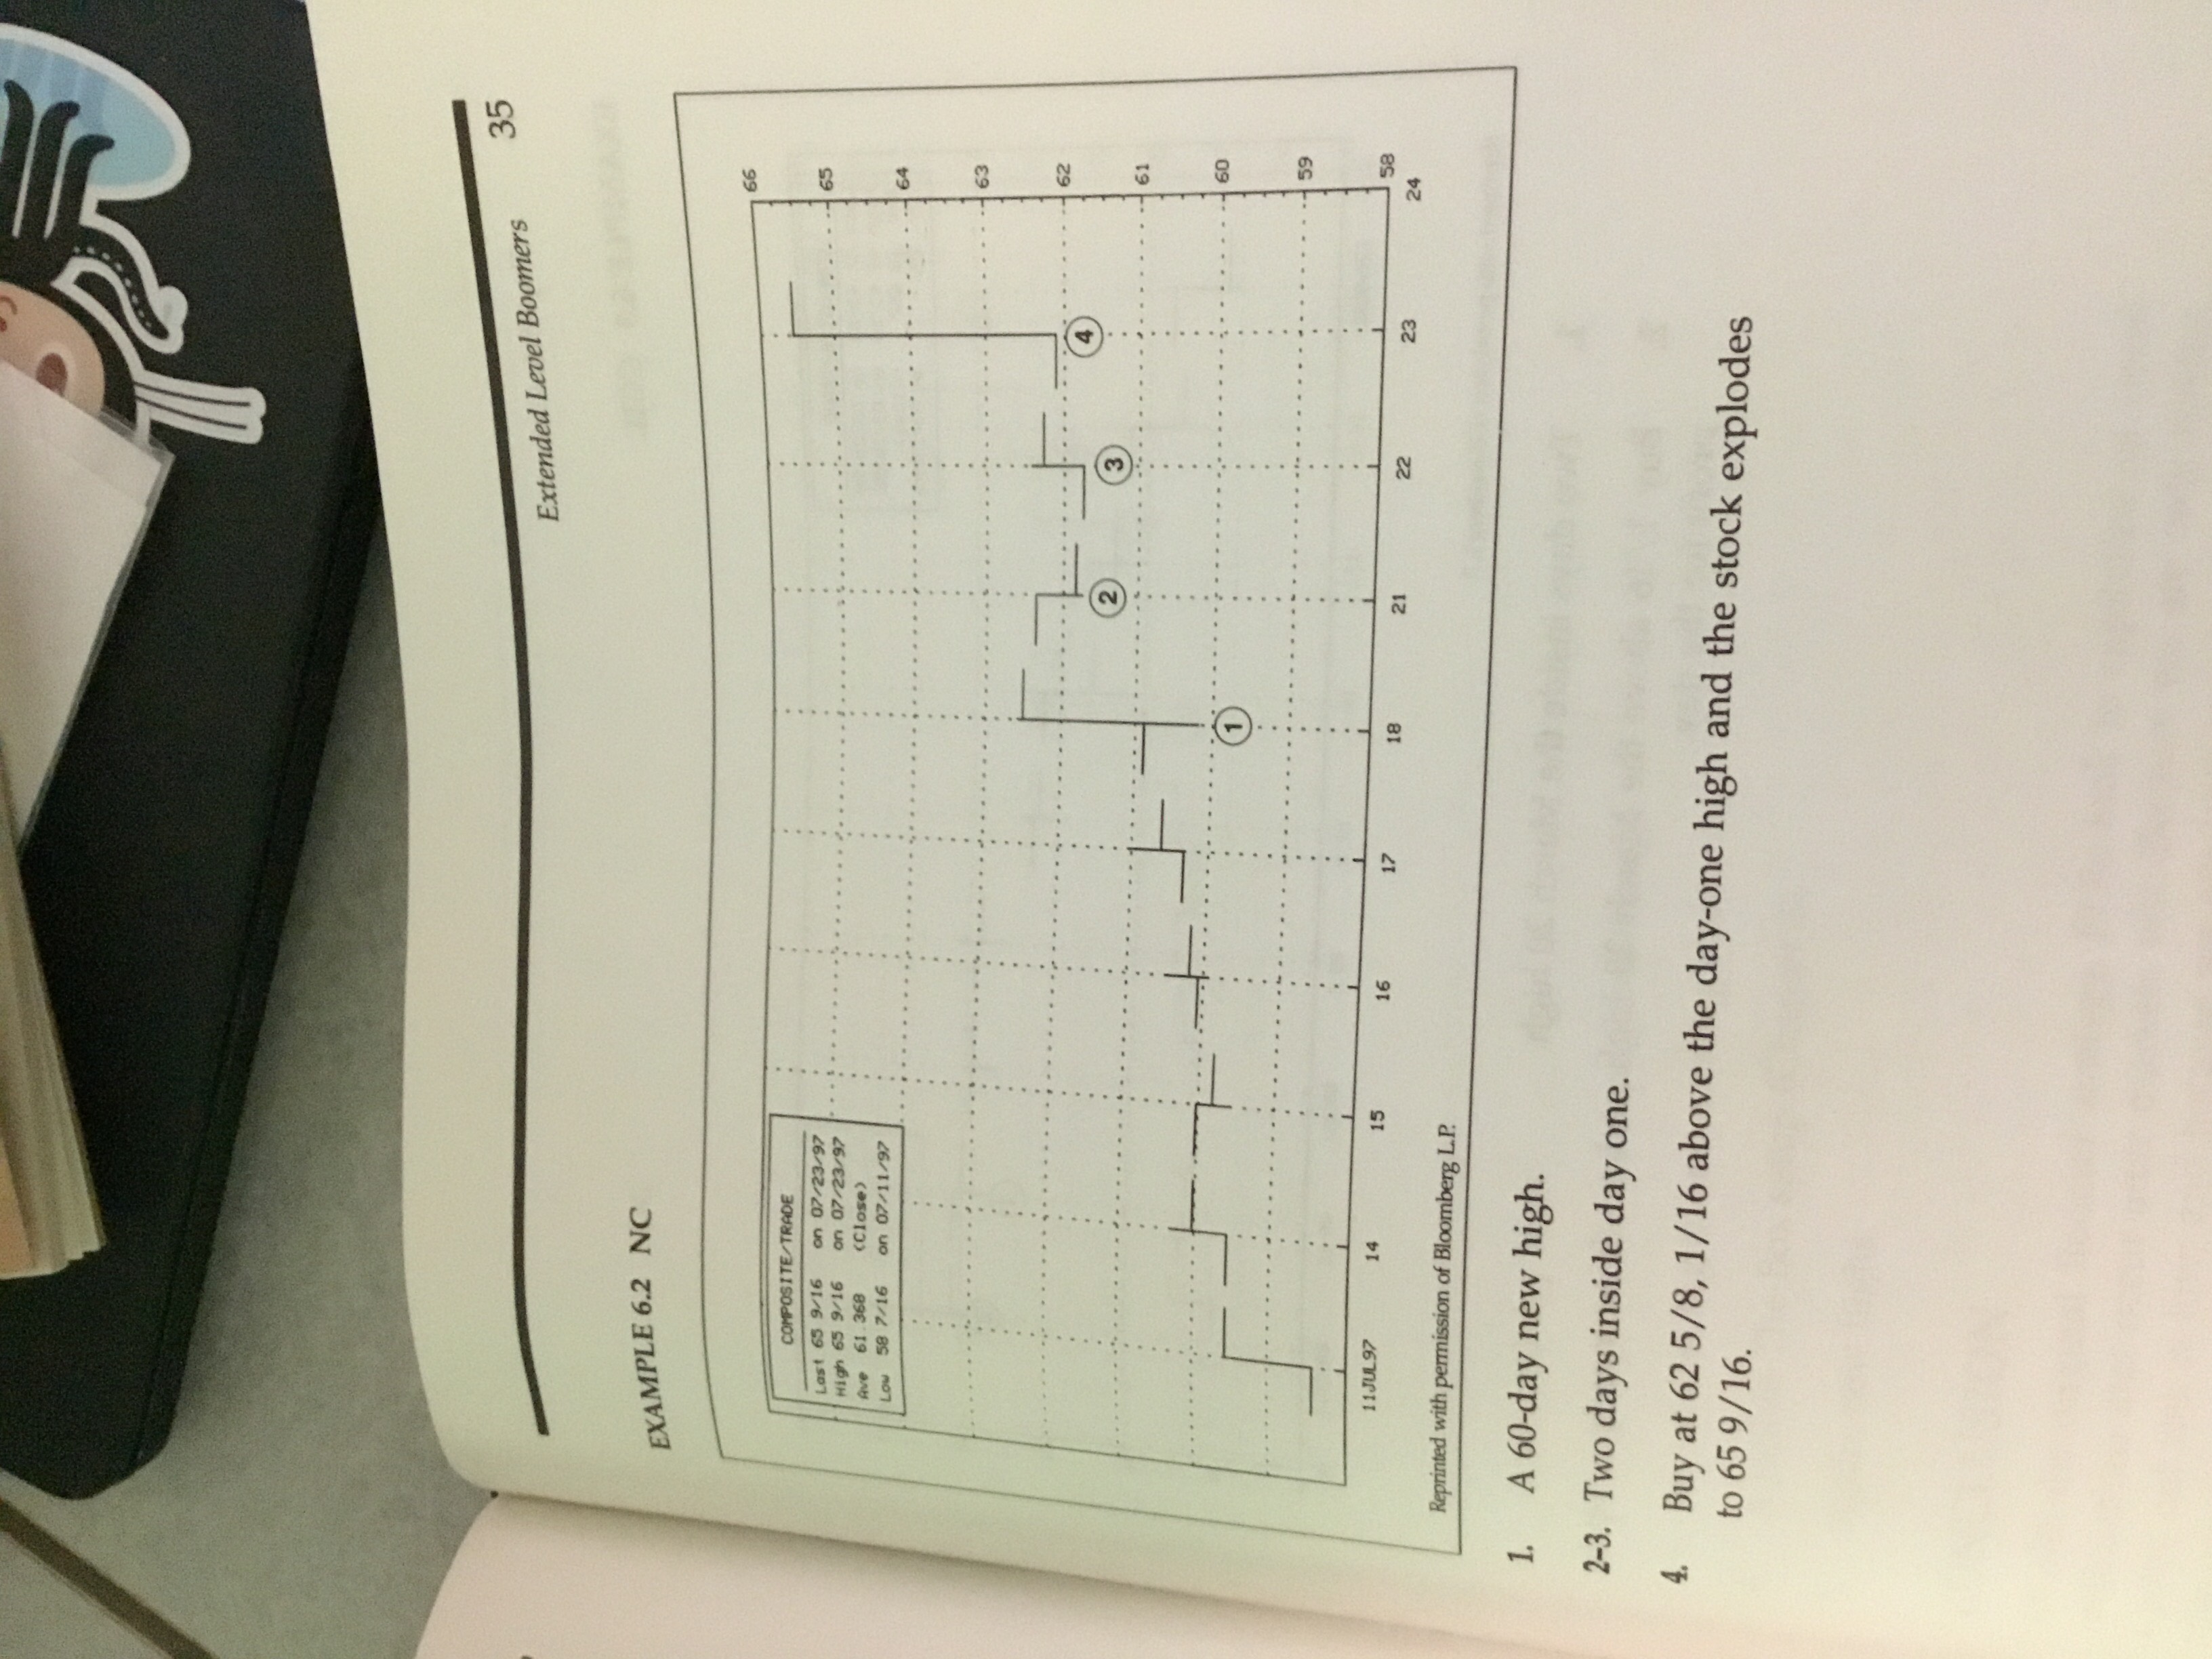 Extended Level Boomers 35
EXAMPLE 6.2 NC
COMPOSITE/TRADE
Last 65 9/16 on 07/23/97
High 65 9/16 on 07/23/97
Ave 61.368 (Close)
Low 58 7/16 on 07/11/97
66
65
64
63
62
61
60
59
58
1
2
3
4
11JUL97 14 15 16 17 18 21 22 23 24
Reprinted with permission of Bloomberg L.P.
1. A 60-day new high.
2–3. Two days inside day one.
4. Buy at 62 5/8, 1/16 above the day-one high and the stock explodes
to 65 9/16.